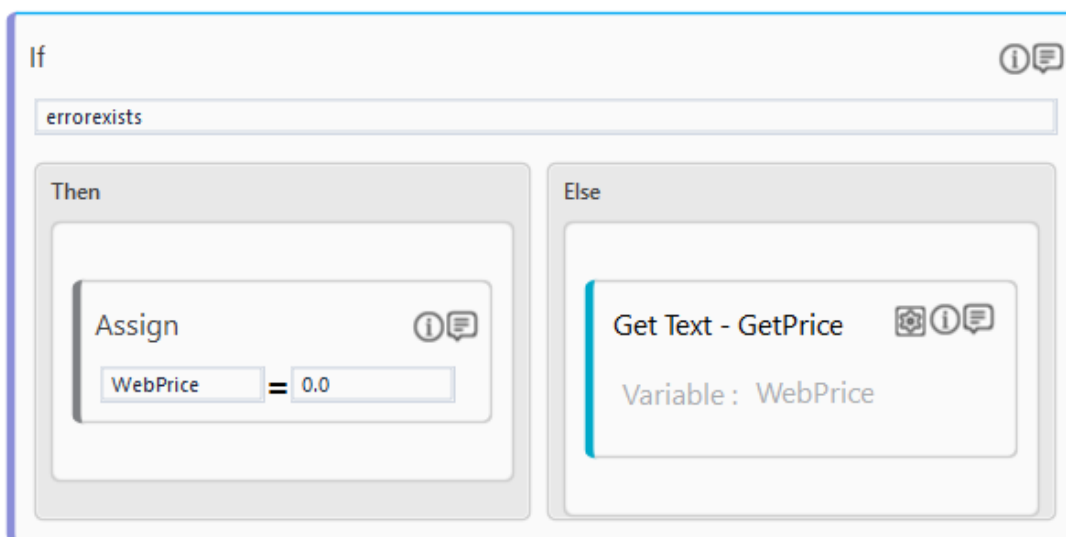 If
errorexists
Then
Else
Assign
WebPrice = 0.0
Get Text - GetPrice
Variable : WebPrice